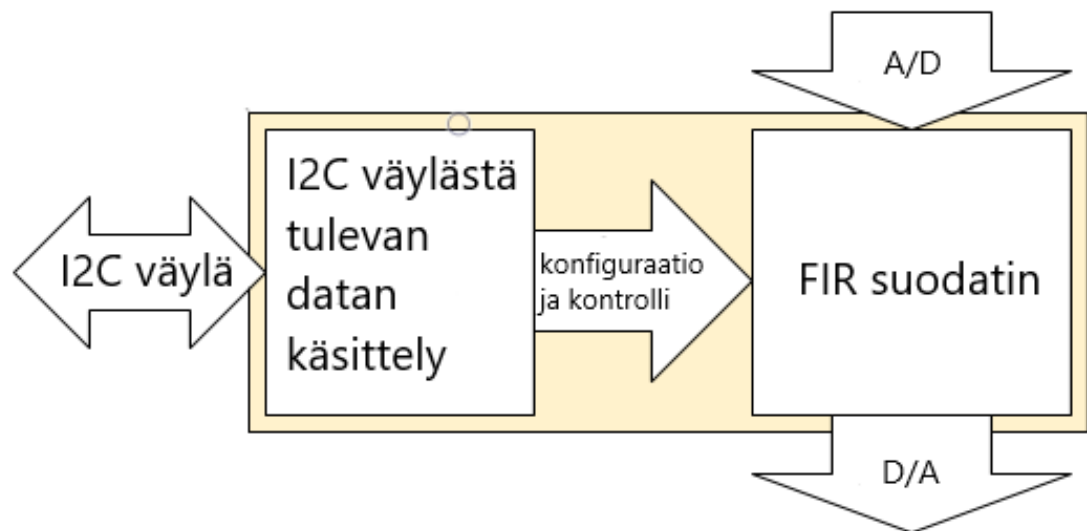 A/D
I2C väylä
I2C väylästä
tulevan
datan
käsittely
konfiguraatio
ja kontrolli
FIR suodatin
D/A